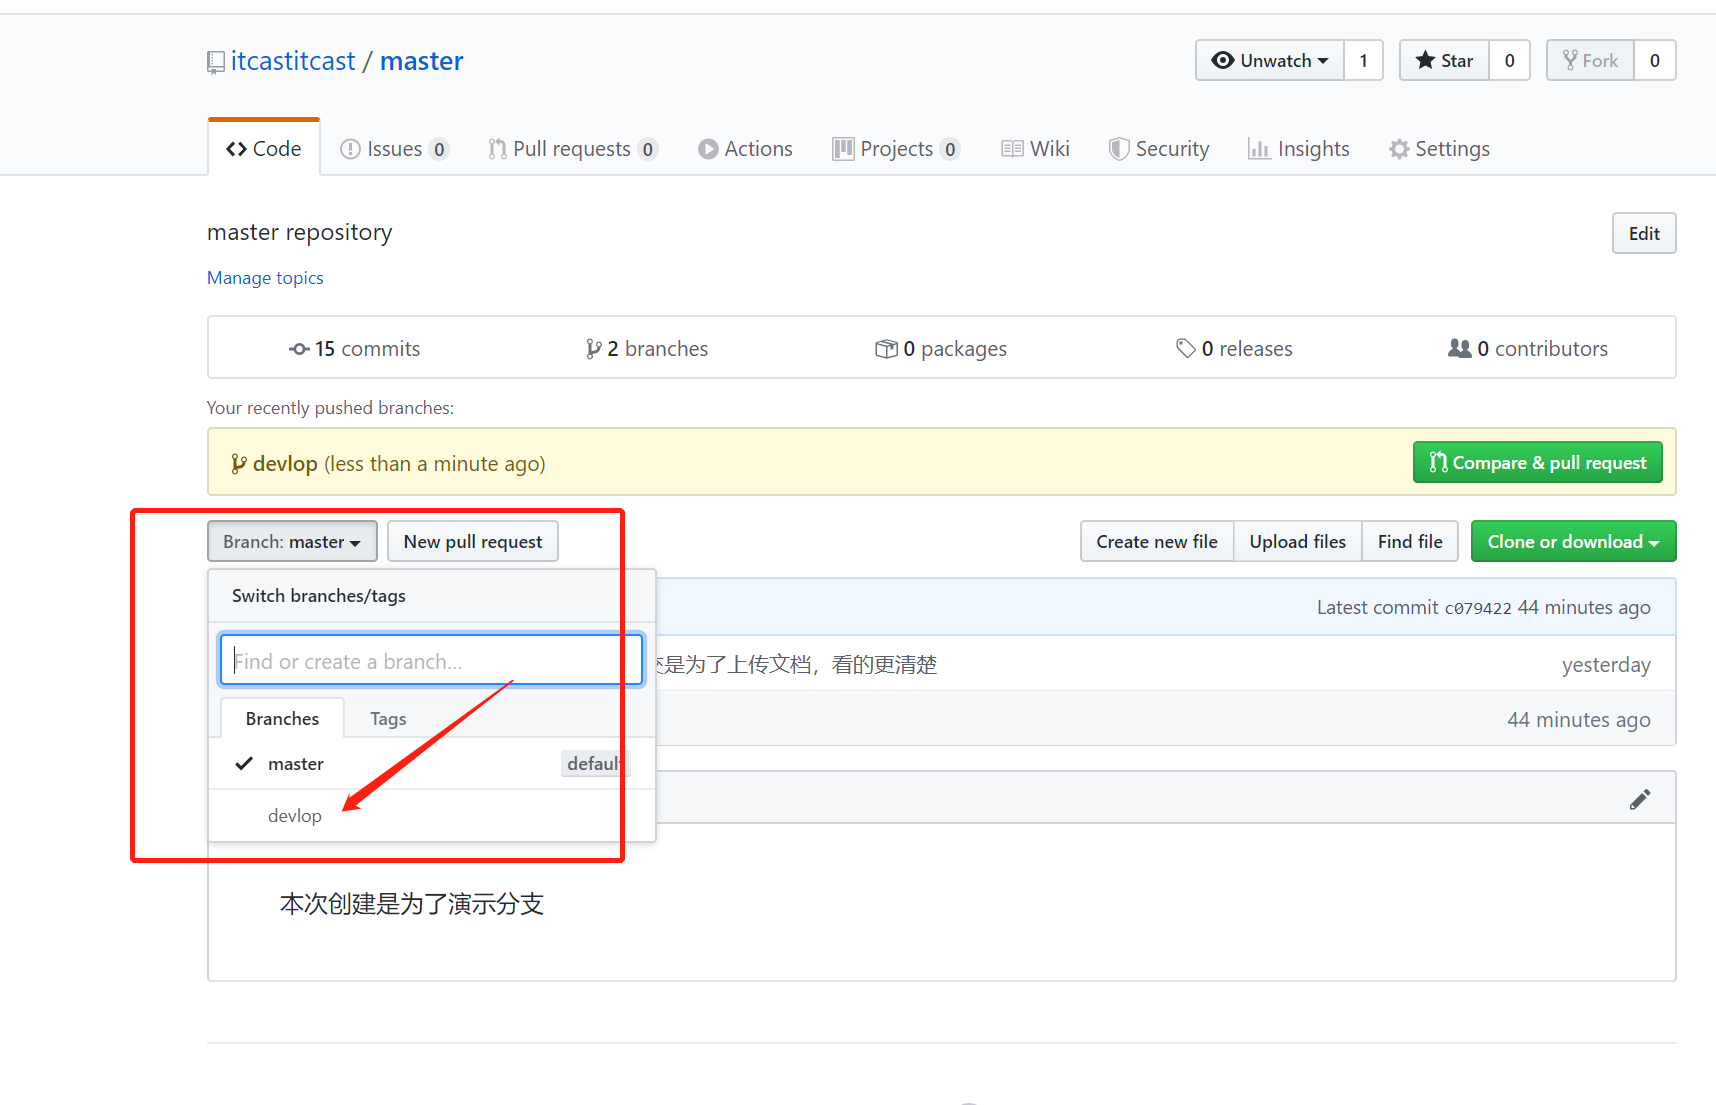 itcastitcast / master
Unwatch 1 Star 0 Fork 0
Code Issues 0 Pull requests 0 Actions Projects 0 Wiki Security Insights Settings
master repository
Edit
Manage topics
15 commits 2 branches 0 packages 0 releases 0 contributors
Your recently pushed branches:
devlop (less than a minute ago)
Compare & pull request
Branch: master New pull request Create new file Upload files Find file Clone or download
Switch branches/tags
Latest commit c079422 44 minutes ago
Find or create a branch...
是为了上传文档，看的更清楚
yesterday
Branches Tags
44 minutes ago
master default
devlop
本次创建是为了演示分支